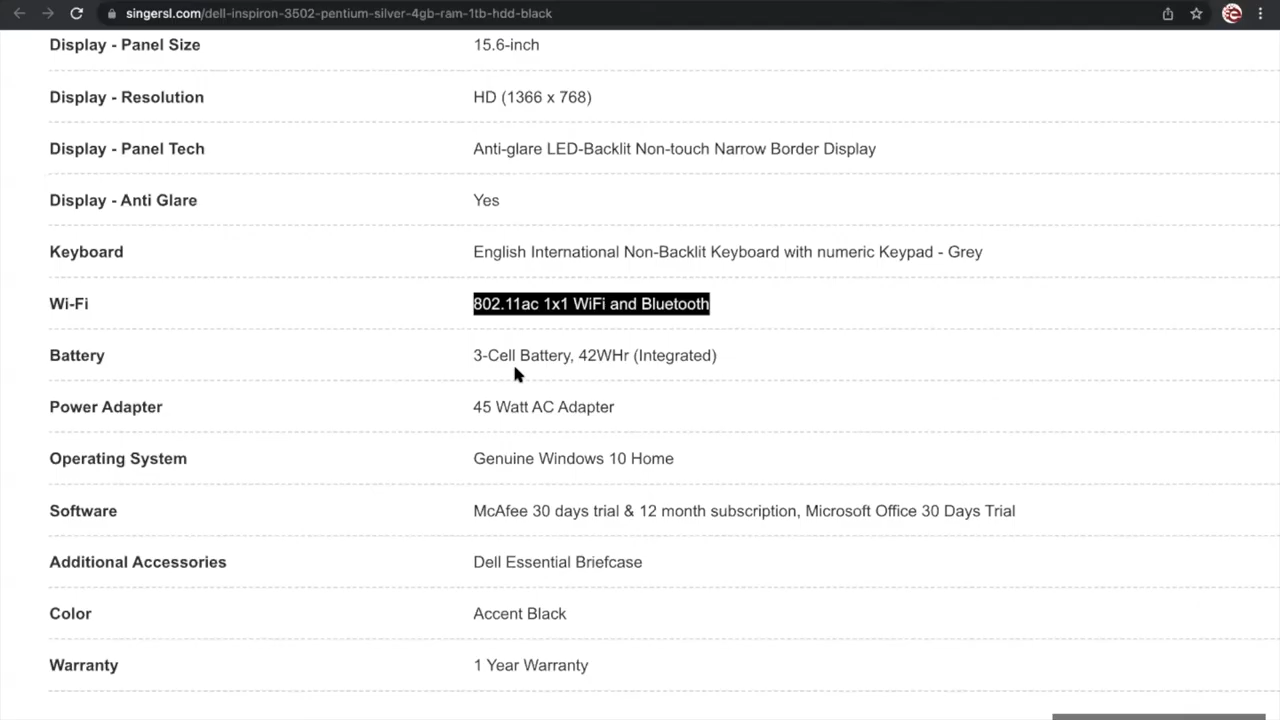 singersl.com/dell-inspiron-3502-pentium-silver-4gb-ram-1tb-hdd-black
Display - Panel Size 15.6-inch
Display - Resolution HD (1366 x 768)
Display - Panel Tech Anti-glare LED-Backlit Non-touch Narrow Border Display
Display - Anti Glare Yes
Keyboard English International Non-Backlit Keyboard with numeric Keypad - Grey
Wi-Fi 802.11ac 1x1 WiFi and Bluetooth
Battery 3-Cell Battery, 42WHr (Integrated)
Power Adapter 45 Watt AC Adapter
Operating System Genuine Windows 10 Home
Software McAfee 30 days trial & 12 month subscription, Microsoft Office 30 Days Trial
Additional Accessories Dell Essential Briefcase
Color Accent Black
Warranty 1 Year Warranty